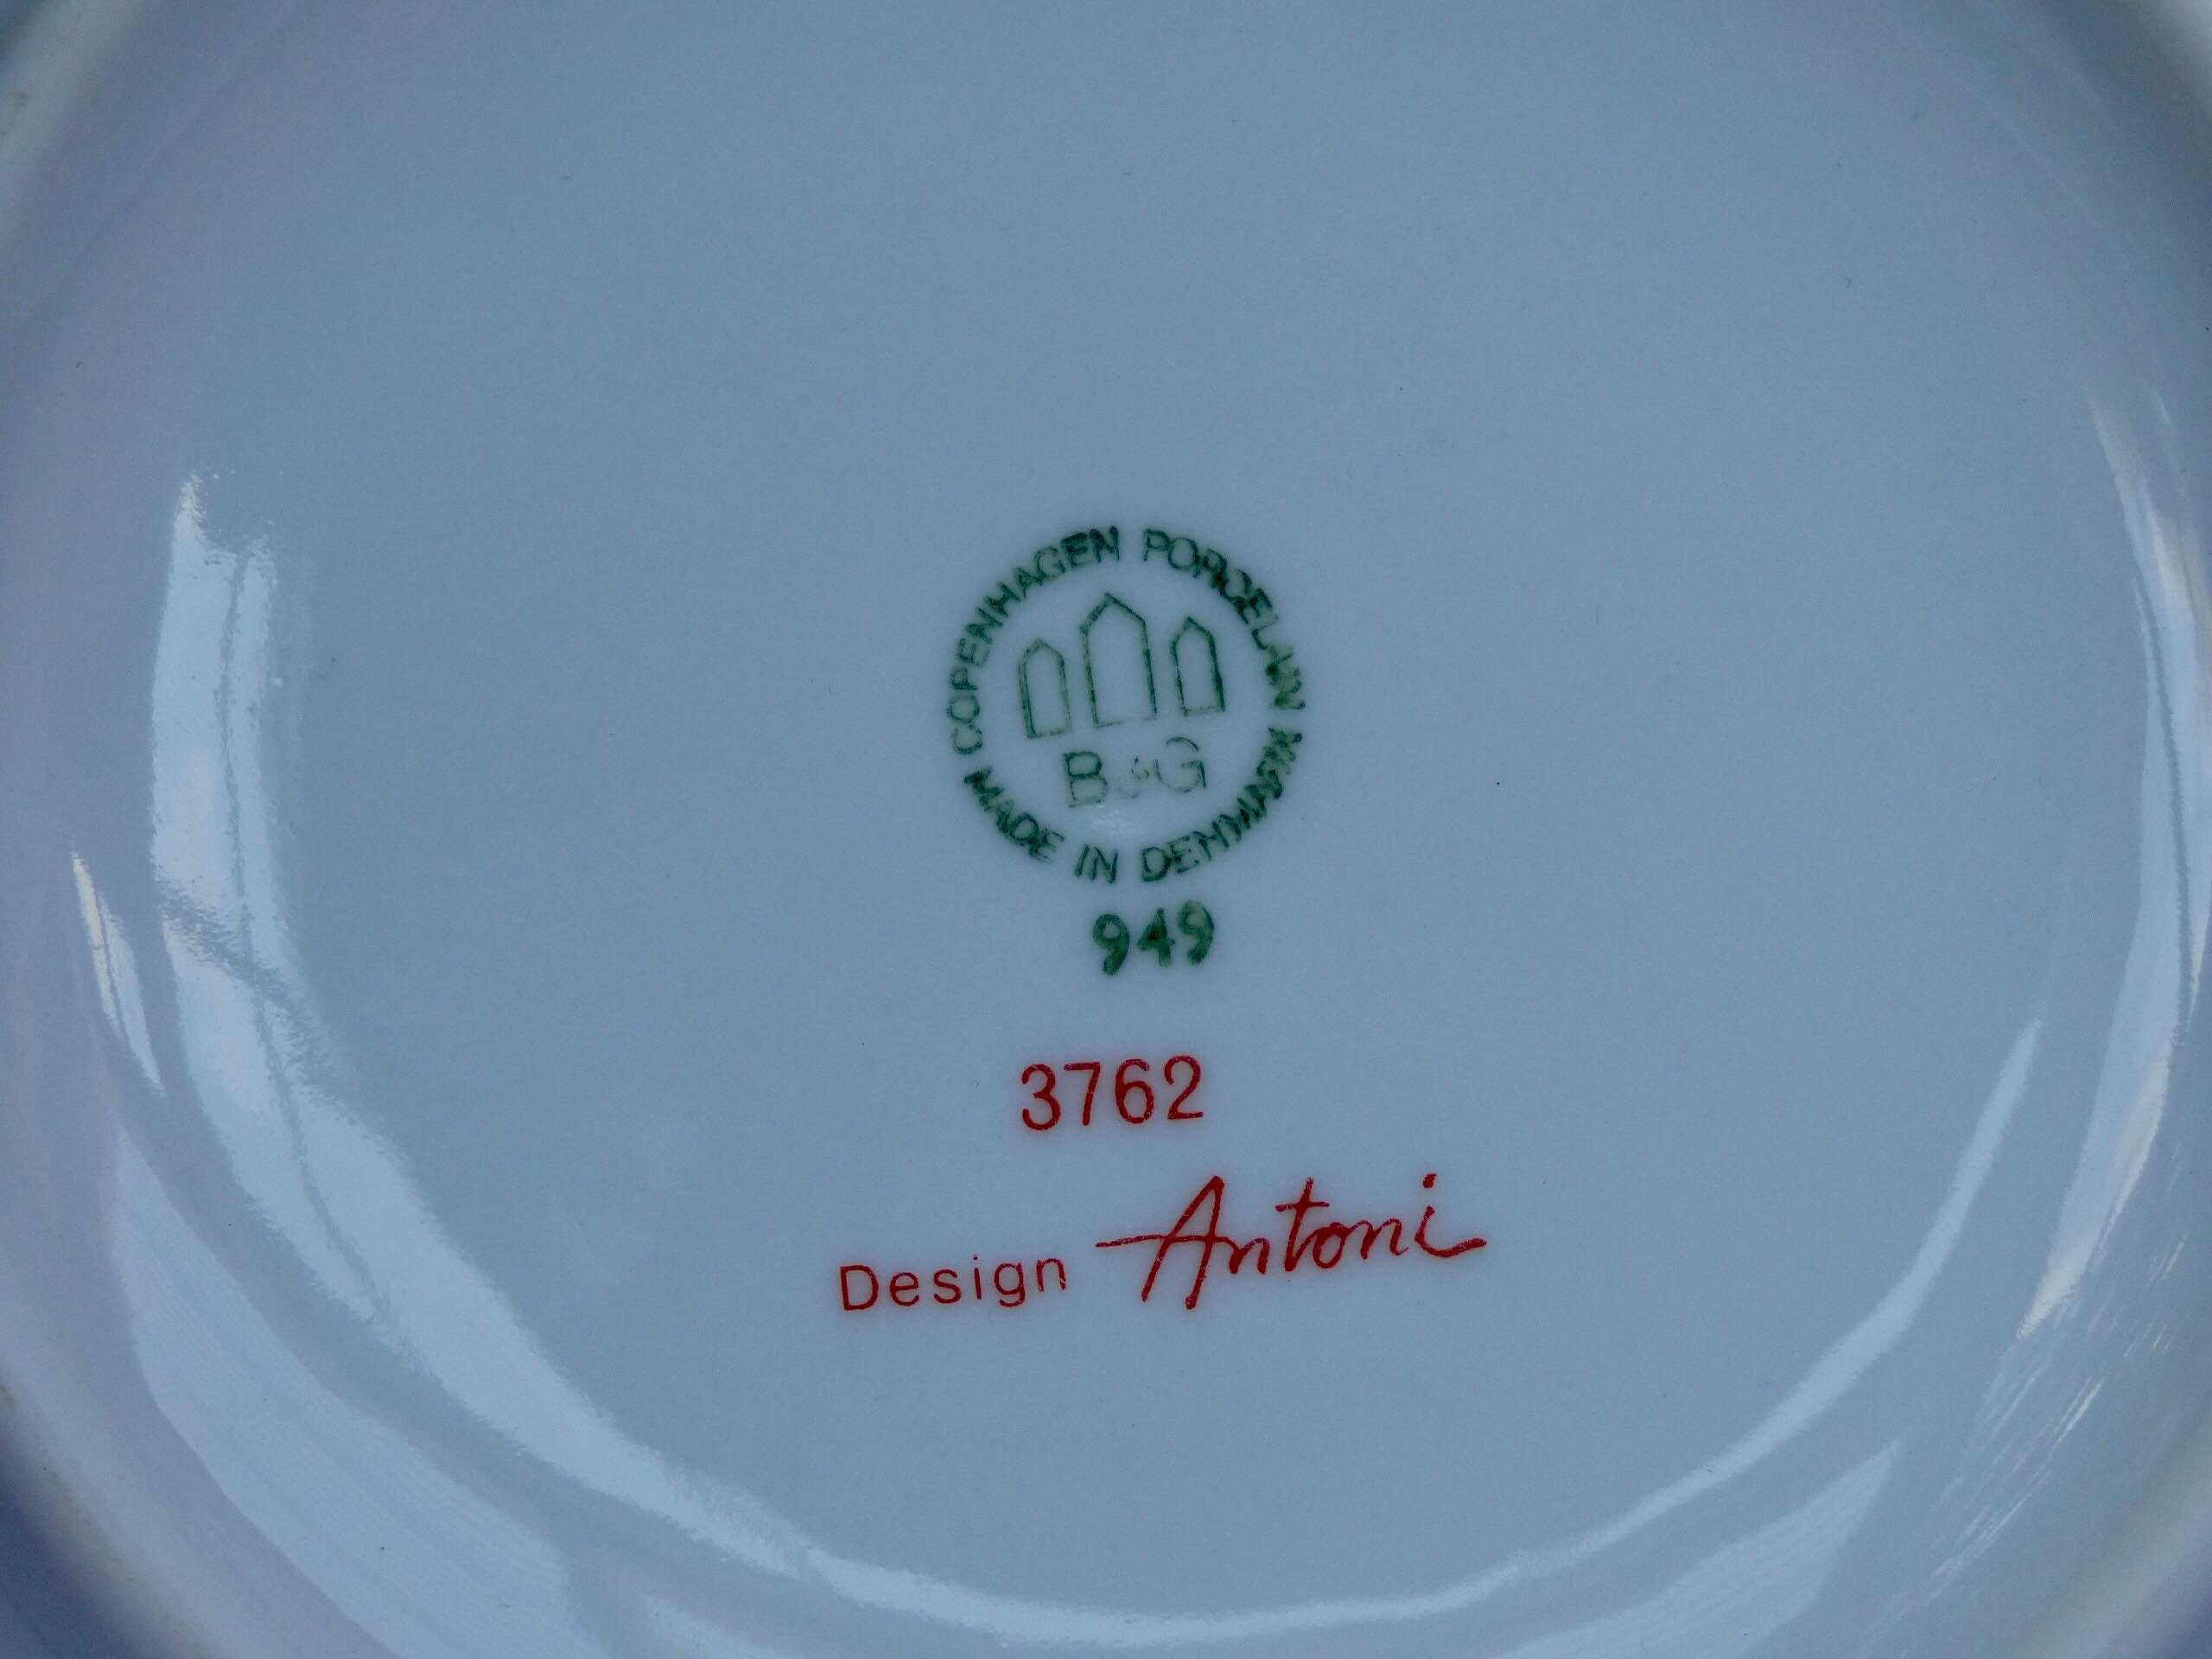 COPENHAGEN PORCELAIN
B&G
MADE IN DENMARK
949
3762
Design Antoni